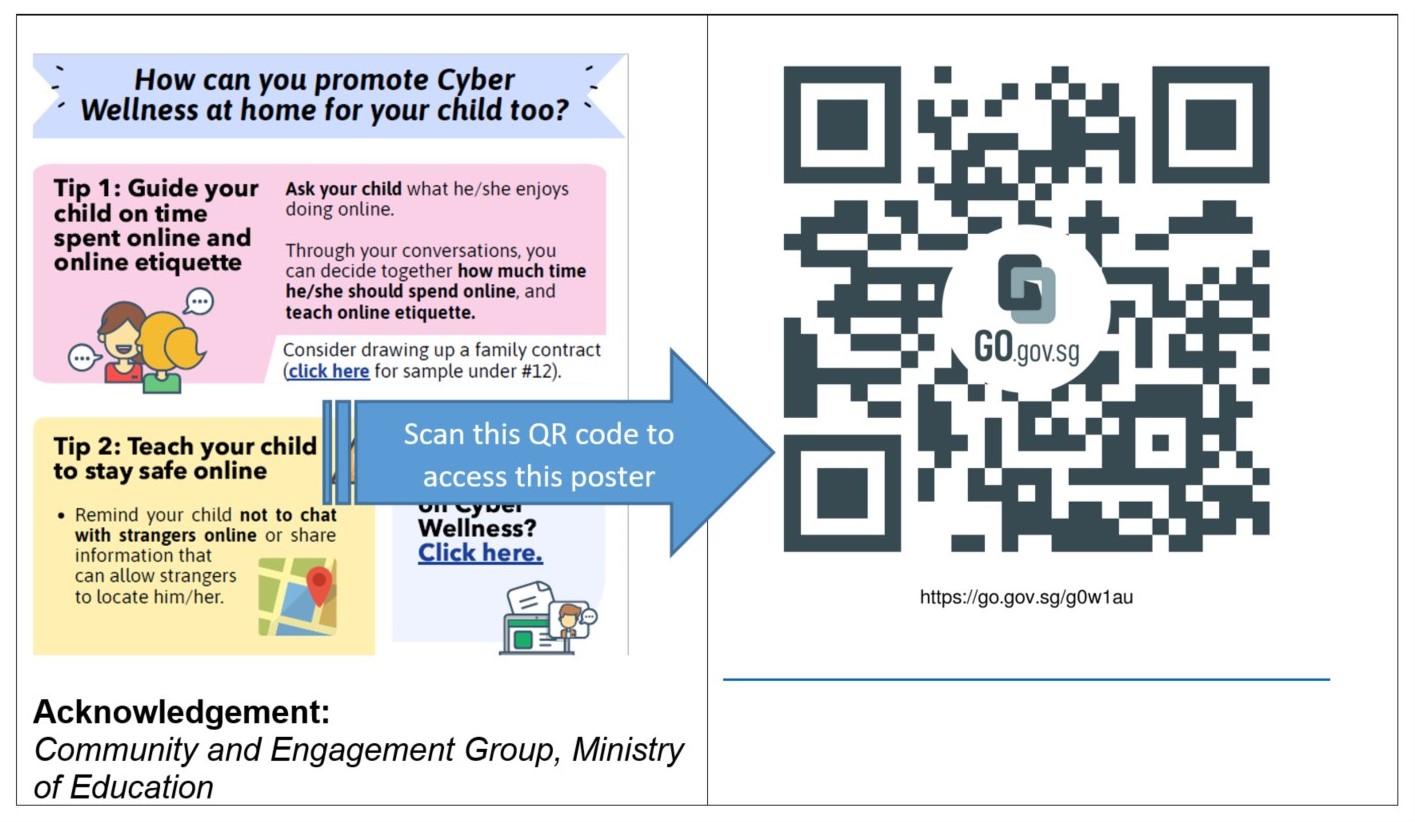 How can you promote Cyber
Wellness at home for your child too?
Tip 1: Guide your
child on time
spent online and
online etiquette
Ask your child what he/she enjoys
doing online.
Through your conversations, you
can decide together how much time
he/she should spend online, and
teach online etiquette.
Consider drawing up a family contract
(click here for sample under #12).
Tip 2: Teach your child
to stay safe online
• Remind your child not to chat
with strangers online or share
information that
can allow strangers
to locate him/her.
on Cyber
Wellness?
Click here.
Scan this QR code to
access this poster
Acknowledgement:
Community and Engagement Group, Ministry
of Education
GO.gov.sg
https://go.gov.sg/g0w1au